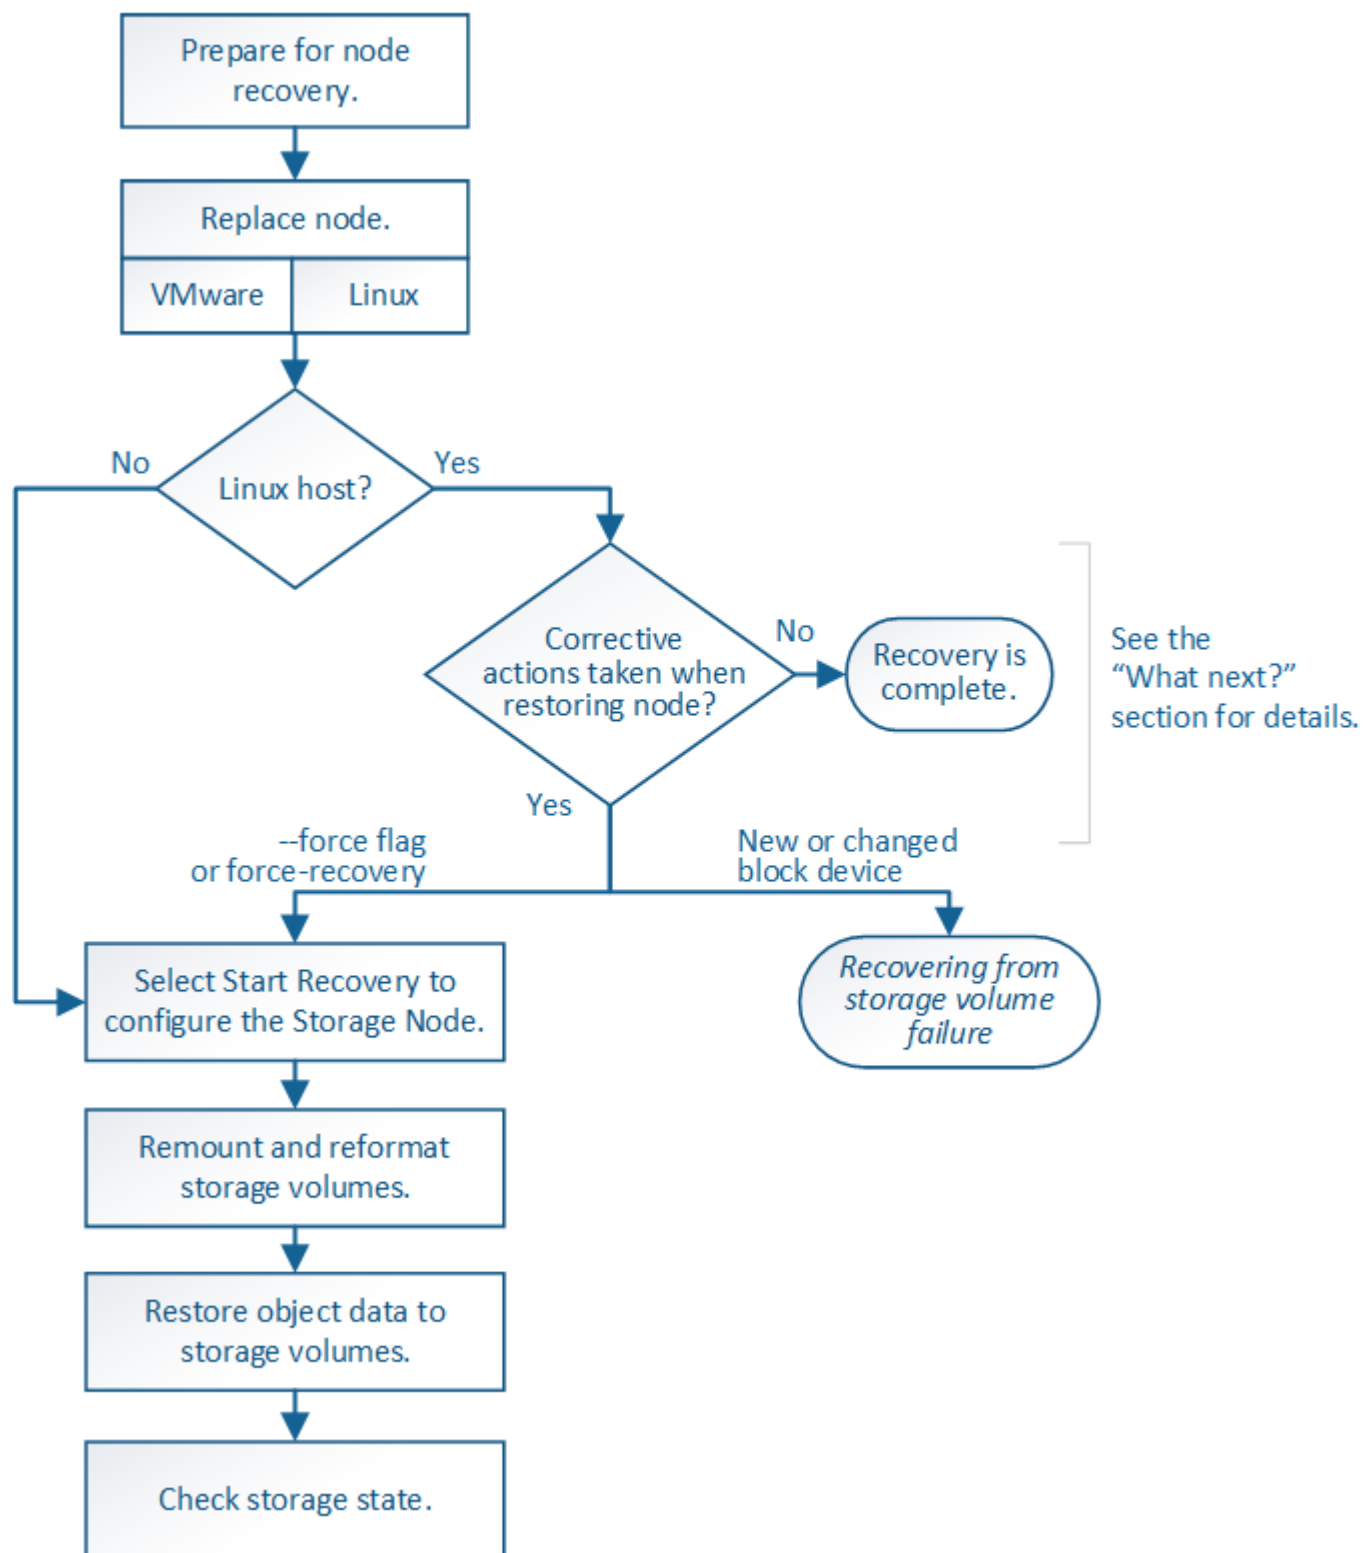 Prepare for node
recovery.
Replace node.
VMware
Linux
Linux host?
No
Yes
Corrective
actions taken when
restoring node?
No
Recovery is
complete.
See the
“What next?”
section for details.
Yes
--force flag
or force-recovery
New or changed
block device
Select Start Recovery to
configure the Storage Node.
Recovering from
storage volume
failure
Remount and reformat
storage volumes.
Restore object data to
storage volumes.
Check storage state.